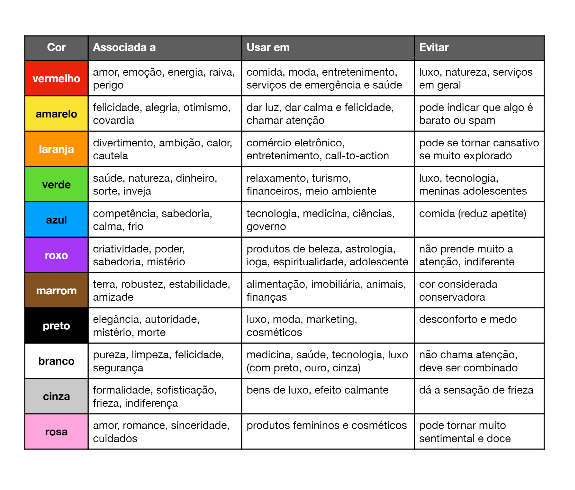 Cor Associada a Usar em Evitar
vermelho amor, emoção, energia, raiva, comida, moda, entretenimento, luxo, natureza, serviços
perigo serviços de emergência e saúde em geral
amarelo felicidade, alegria, otimismo, dar luz, dar calma e felicidade, pode indicar que algo é
covardia chamar atenção barato ou spam
laranja divertimento, ambição, calor, comércio eletrônico, pode se tornar cansativo
cautela entretenimento, call-to-action se muito explorado
verde saúde, natureza, dinheiro, relaxamento, turismo, luxo, tecnologia,
sorte, inveja financeiros, meio ambiente meninas adolescentes
azul competência, sabedoria, tecnologia, medicina, ciências, comida (reduz apetite)
calma, frio governo
roxo criatividade, poder, produtos de beleza, astrologia, não prende muito a
sabedoria, mistério ioga, espiritualidade, adolescente atenção, indiferente
marrom terra, robustez, estabilidade, alimentação, imobiliária, animais, cor considerada
amizade finanças conservadora
preto elegância, autoridade, luxo, moda, marketing, desconforto e medo
mistério, morte cosméticos
branco pureza, limpeza, felicidade, medicina, saúde, tecnologia, luxo não chama atenção,
segurança (com preto, ouro, cinza) deve ser combinado
cinza formalidade, sofisticação, bens de luxo, efeito calmante dá a sensação de frieza
frieza, indiferença
rosa amor, romance, sinceridade, produtos femininos e cosméticos pode tornar muito
cuidados sentimental e doce